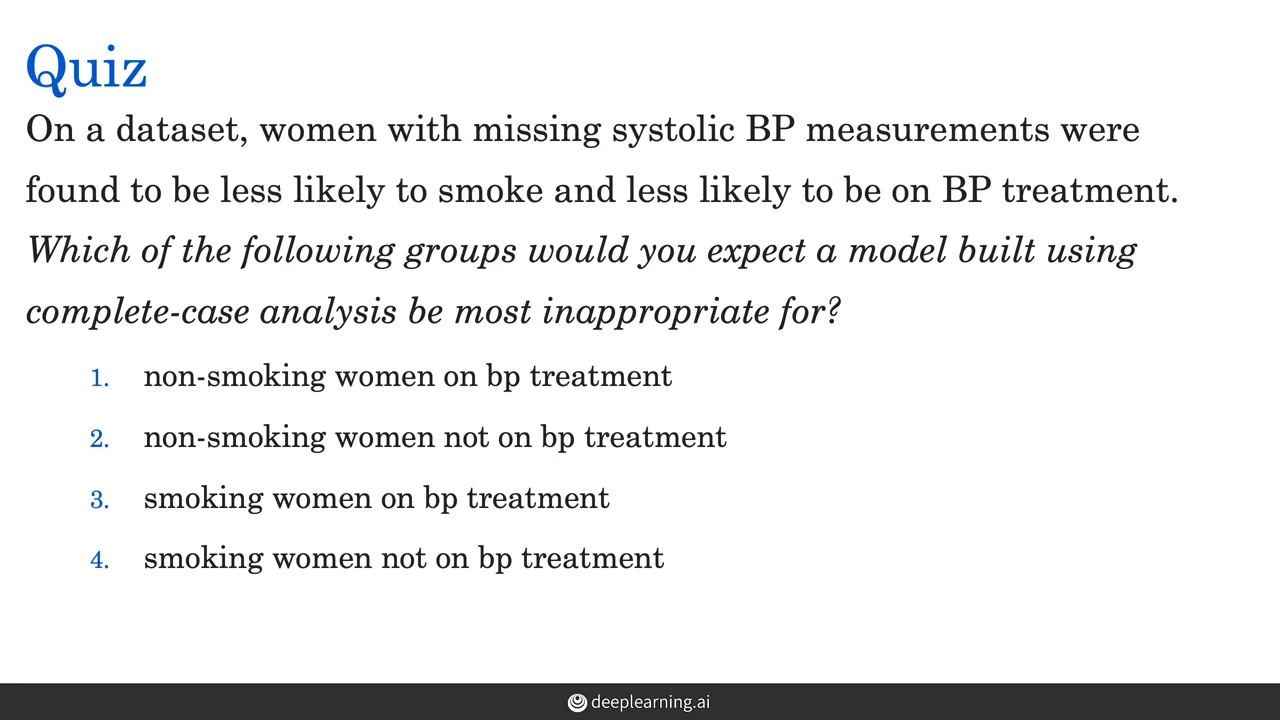 Quiz
On a dataset, women with missing systolic BP measurements were
found to be less likely to smoke and less likely to be on BP treatment.
Which of the following groups would you expect a model built using
complete-case analysis be most inappropriate for?
1. non-smoking women on bp treatment
2. non-smoking women not on bp treatment
3. smoking women on bp treatment
4. smoking women not on bp treatment
deeplearning.ai